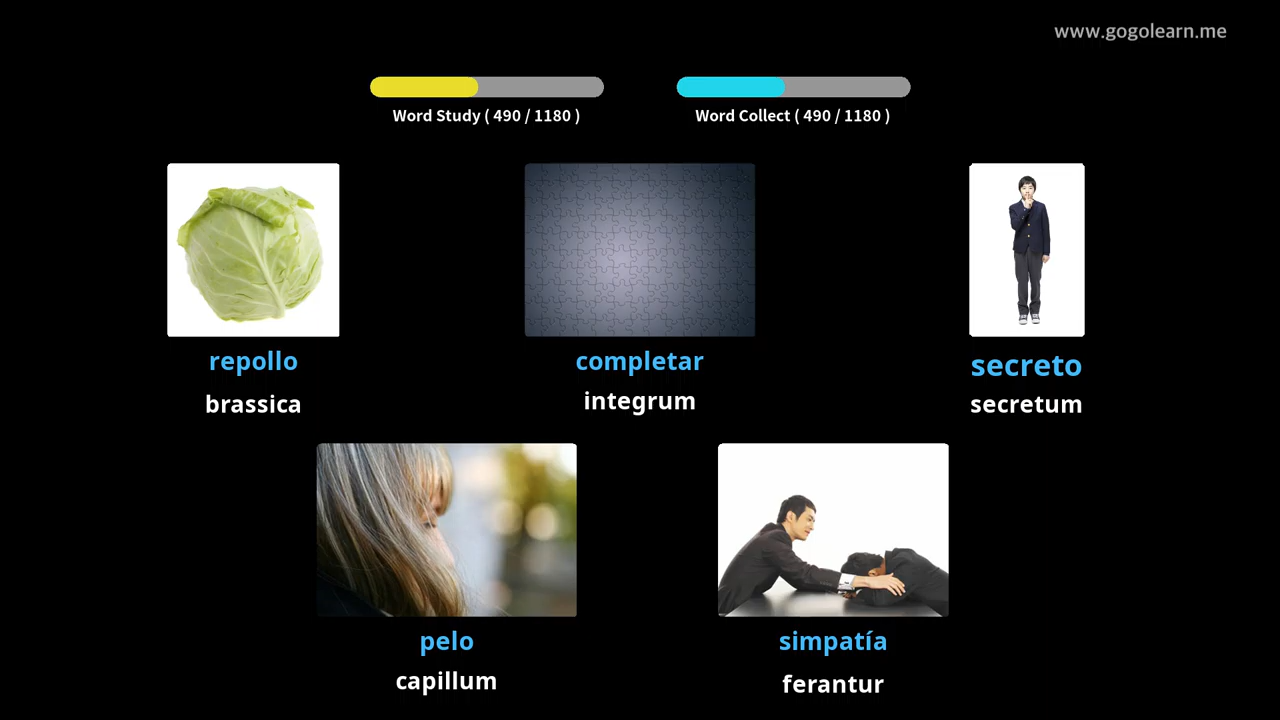 www.gogolearn.me
Word Study ( 490 / 1180 )
Word Collect ( 490 / 1180 )
repollo
brassica
completar
integrum
secreto
secretum
pelo
capillum
simpatía
ferantur